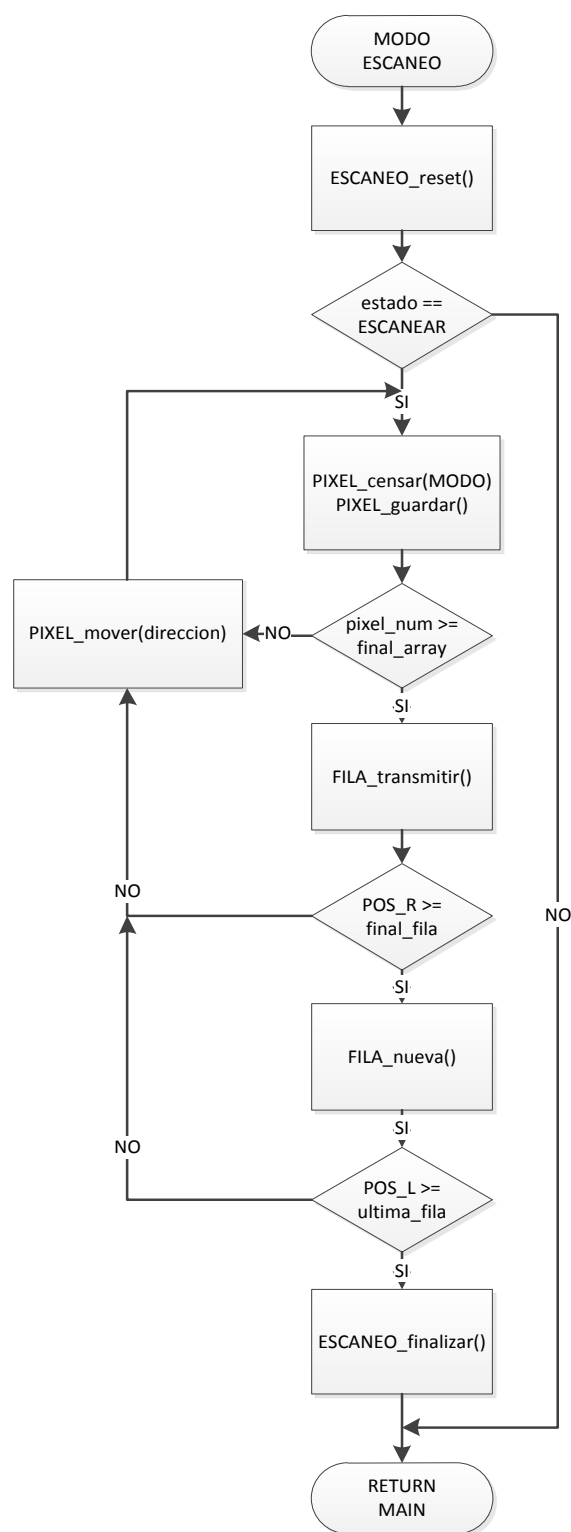 MODO
ESCANEO
ESCANEO_reset()
estado ==
ESCANEAR
SI
PIXEL_censar(MODO)
PIXEL_guardar()
PIXEL_mover(direccion)
NO
pixel_num >=
final_array
SI
FILA_transmitir()
NO
POS_R >=
final_fila
NO
SI
FILA_nueva()
SI
NO
POS_L >=
ultima_fila
SI
ESCANEO_finalizar()
RETURN
MAIN